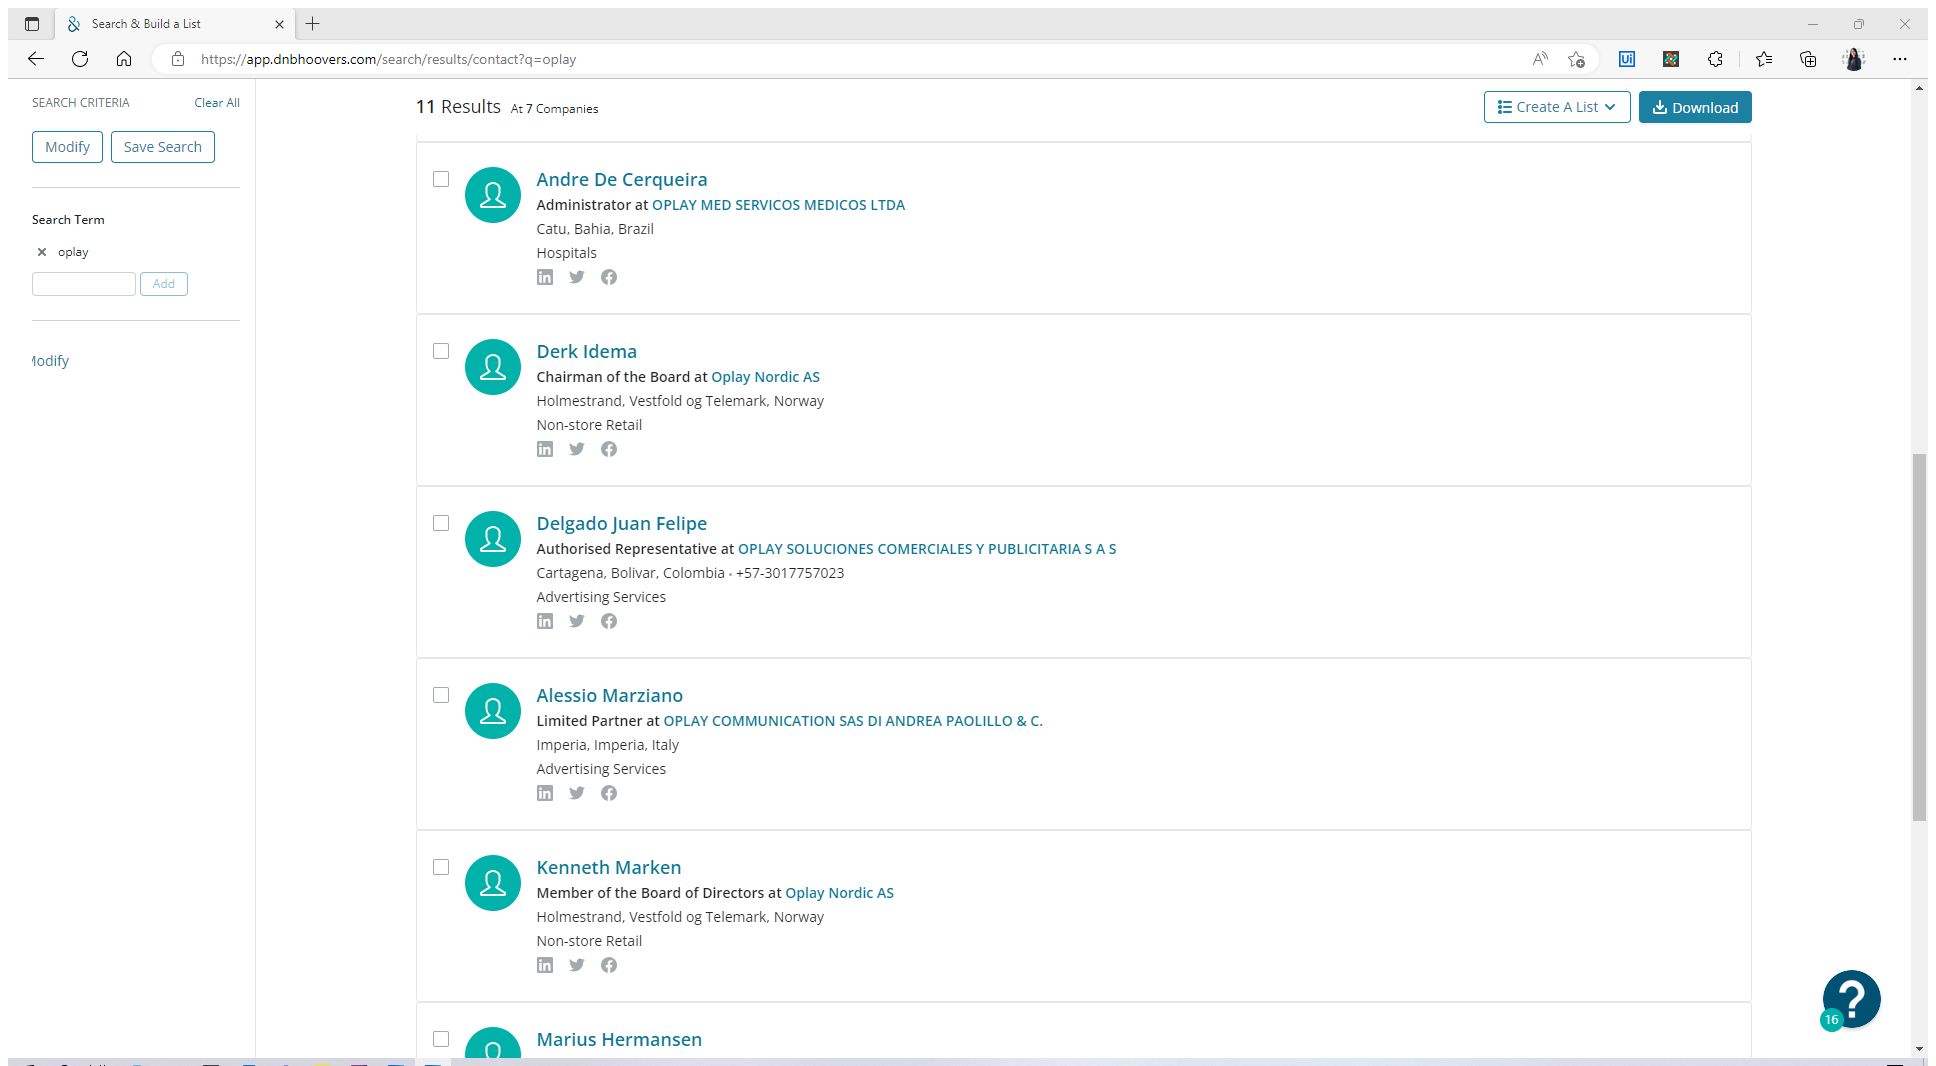 Search & Build a List
https://app.dnbhoovers.com/search/results/contact?q=oplay
SEARCH CRITERIA
Clear All
Modify
Save Search
Search Term
oplay
Add
Modify
11 Results At 7 Companies
Create A List
Download
Andre De Cerqueira
Administrator at OPLAY MED SERVICOS MEDICOS LTDA
Catu, Bahia, Brazil
Hospitals
Derk Idema
Chairman of the Board at Oplay Nordic AS
Holmestrand, Vestfold og Telemark, Norway
Non-store Retail
Delgado Juan Felipe
Authorised Representative at OPLAY SOLUCIONES COMERCIALES Y PUBLICITARIA S A S
Cartagena, Bolivar, Colombia • +57-3017757023
Advertising Services
Alessio Marziano
Limited Partner at OPLAY COMMUNICATION SAS DI ANDREA PAOLILLO & C.
Imperia, Imperia, Italy
Advertising Services
Kenneth Marken
Member of the Board of Directors at Oplay Nordic AS
Holmestrand, Vestfold og Telemark, Norway
Non-store Retail
Marius Hermansen
?
16